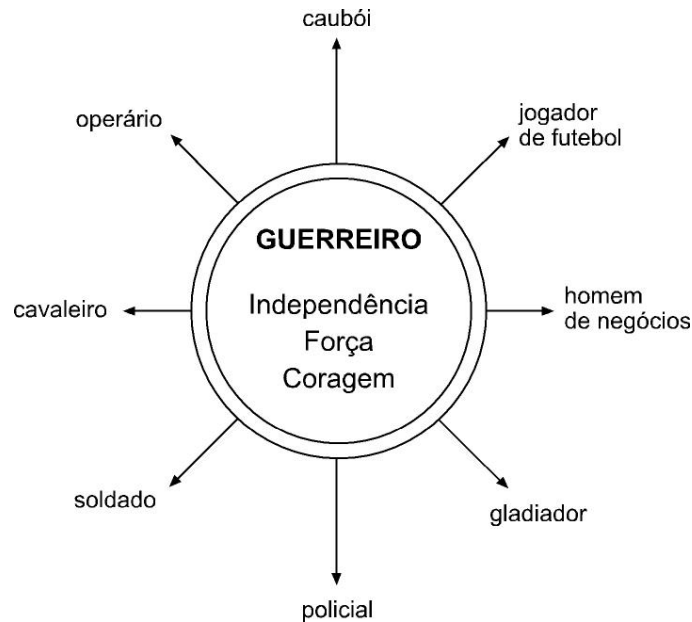 caubói
operário
jogador
de futebol
GUERREIRO
Independência
Força
Coragem
cavaleiro
homem
de negócios
soldado
gladiador
policial